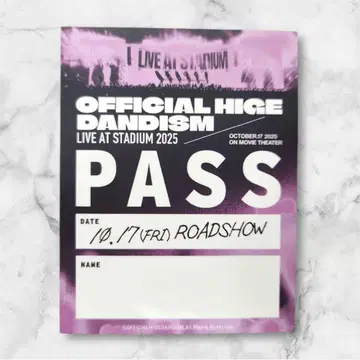 LIVE AT STADIUM
OFFICIAL HIGE
DANDISM
LIVE AT STADIUM 2025
OCTOBER.17 2025
ON MOVIE THEATER
PASS
DATE
10.17(FRI) ROADSHOW
NAME